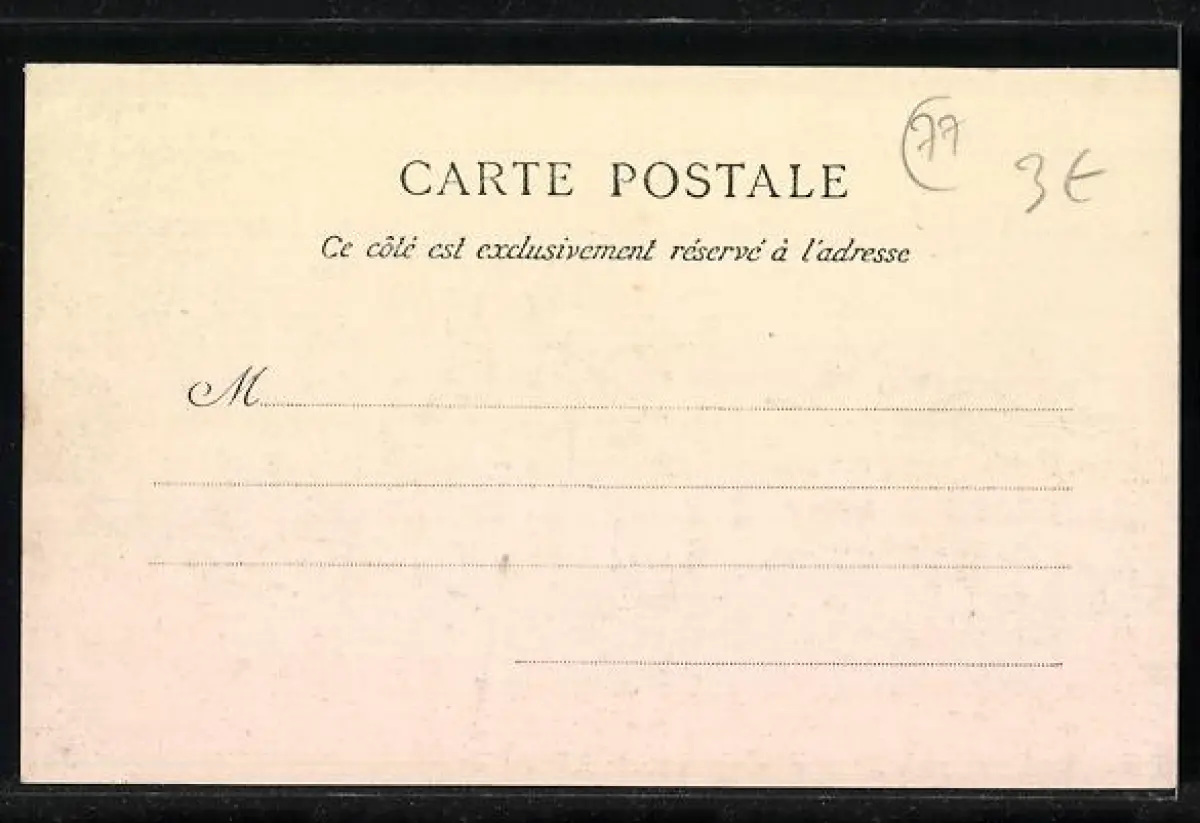 77
3€
CARTE POSTALE
Ce côté est exclusivement réservé à l'adresse
M